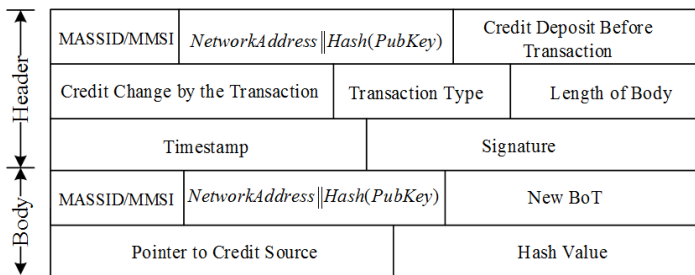 Header
MASSID/MMSI
NetworkAddress||Hash(PubKey)
Credit Deposit Before
Transaction
Credit Change by the Transaction
Transaction Type
Length of Body
Timestamp
Signature
Body
MASSID/MMSI
NetworkAddress||Hash(PubKey)
New BoT
Pointer to Credit Source
Hash Value